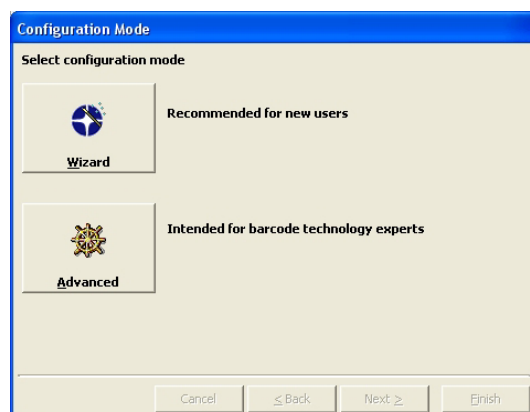 Configuration Mode
Select configuration mode
Recommended for new users
Wizard
Intended for barcode technology experts
Advanced
Cancel
< Back
Next >
Finish